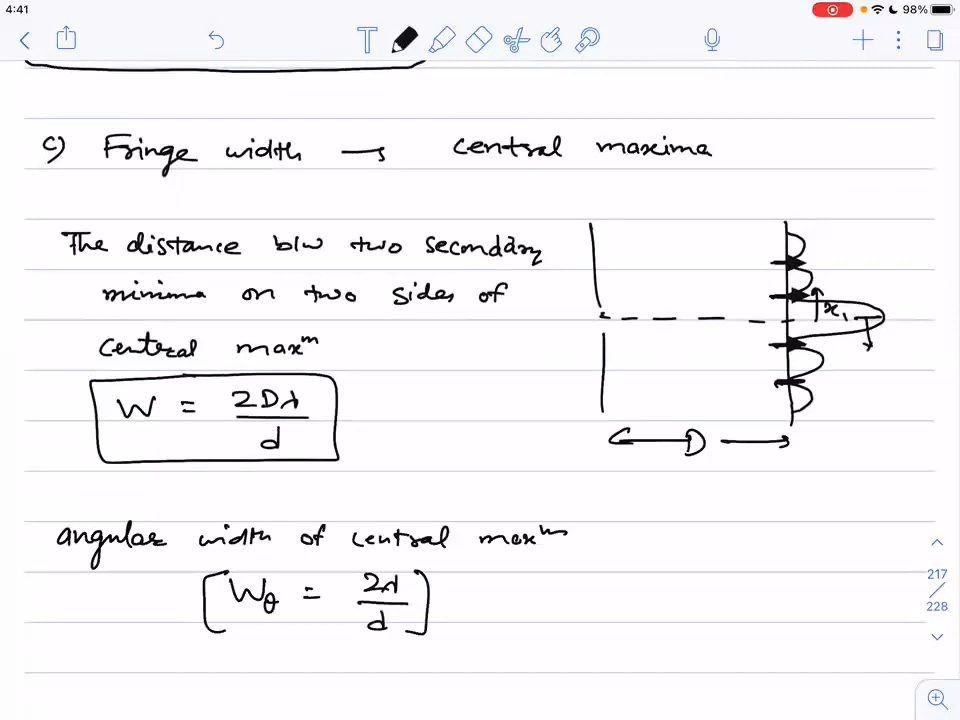 4:41
98%
T
c) Fringe width → central maxima
The distance b/w two secondary
minima on two sides of
centeral maxᵐ
W = 2Dλ/d
x₁
D
angular width of central maxᵐ
[Wθ = 2λ/d]
217
/
228